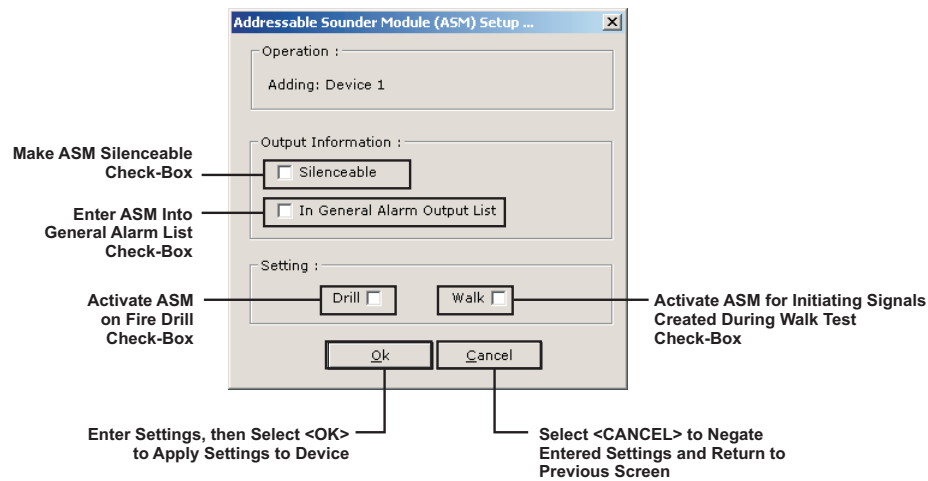 Addressable Sounder Module (ASM) Setup ...
Operation :
Adding: Device 1
Output Information :
Make ASM Silenceable
Check-Box
Silenceable
Enter ASM Into
General Alarm List
Check-Box
In General Alarm Output List
Setting :
Activate ASM
on Fire Drill
Check-Box
Drill
Walk
Activate ASM for Initiating Signals
Created During Walk Test
Check-Box
Ok
Cancel
Enter Settings, then Select <OK>
to Apply Settings to Device
Select <CANCEL> to Negate
Entered Settings and Return to
Previous Screen